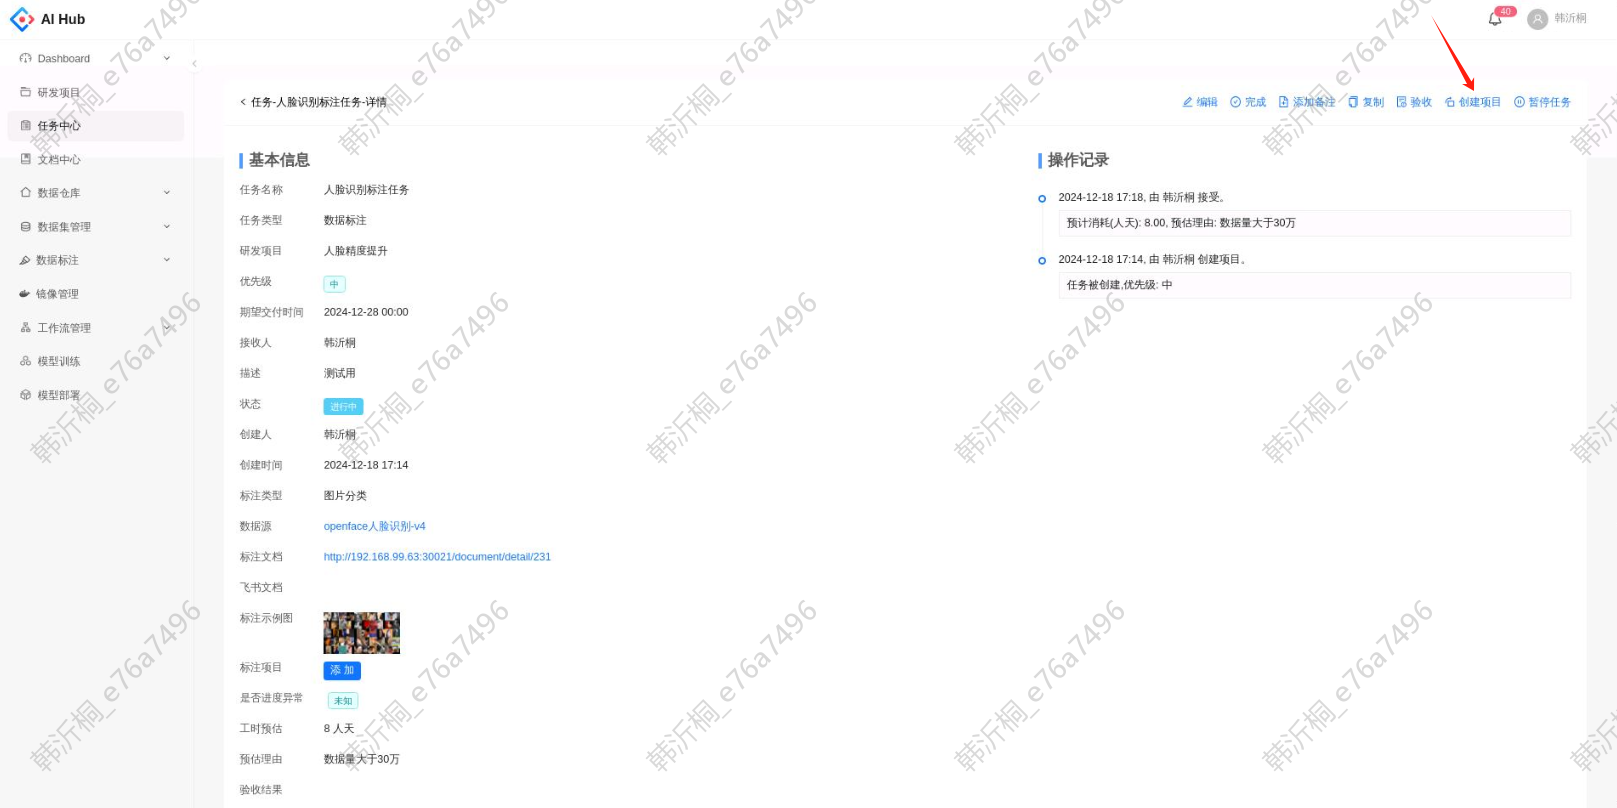 AI Hub
40
韩沂桐
Dashboard
研发项目
任务中心
文档中心
数据仓库
数据集管理
数据标注
镜像管理
工作流管理
模型训练
模型部署
< 任务-人脸识别标注任务-详情
编辑 完成 添加备注 复制 验收 创建项目 暂停任务
基本信息
任务名称 人脸识别标注任务
任务类型 数据标注
研发项目 人脸精度提升
优先级 中
期望交付时间 2024-12-28 00:00
接收人 韩沂桐
描述 测试用
状态 进行中
创建人 韩沂桐
创建时间 2024-12-18 17:14
标注类型 图片分类
数据源 openface人脸识别-v4
标注文档 http://192.168.99.63:30021/document/detail/231
飞书文档
标注示例图
标注项目 添 加
是否进度异常 未知
工时预估 8 人天
预估理由 数据量大于30万
验收结果
操作记录
2024-12-18 17:18, 由 韩沂桐 接受。
预计消耗(人天): 8.00, 预估理由: 数据量大于30万
2024-12-18 17:14, 由 韩沂桐 创建项目。
任务被创建,优先级: 中
韩沂桐_e76a7496